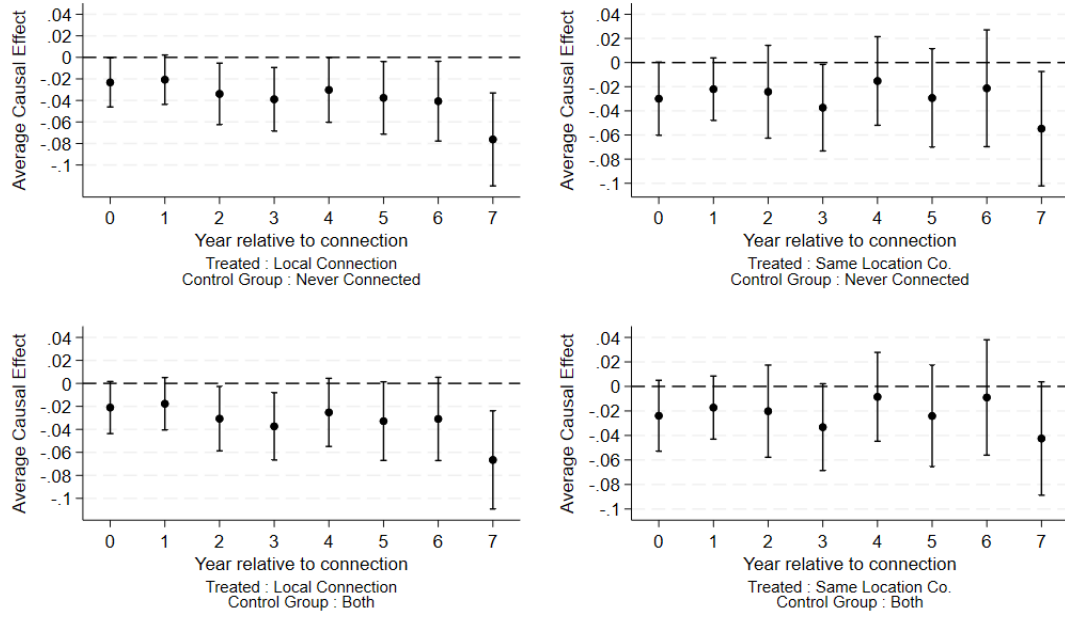 Average Causal Effect
.04
.02
0
-.02
-.04
-.06
-.08
-.1
0 1 2 3 4 5 6 7
Year relative to connection
Treated : Local Connection
Control Group : Never Connected
Average Causal Effect
.04
.02
0
-.02
-.04
-.06
-.08
-.1
0 1 2 3 4 5 6 7
Year relative to connection
Treated : Same Location Co.
Control Group : Never Connected
Average Causal Effect
.04
.02
0
-.02
-.04
-.06
-.08
-.1
0 1 2 3 4 5 6 7
Year relative to connection
Treated : Local Connection
Control Group : Both
Average Causal Effect
.04
.02
0
-.02
-.04
-.06
-.08
-.1
0 1 2 3 4 5 6 7
Year relative to connection
Treated : Same Location Co.
Control Group : Both